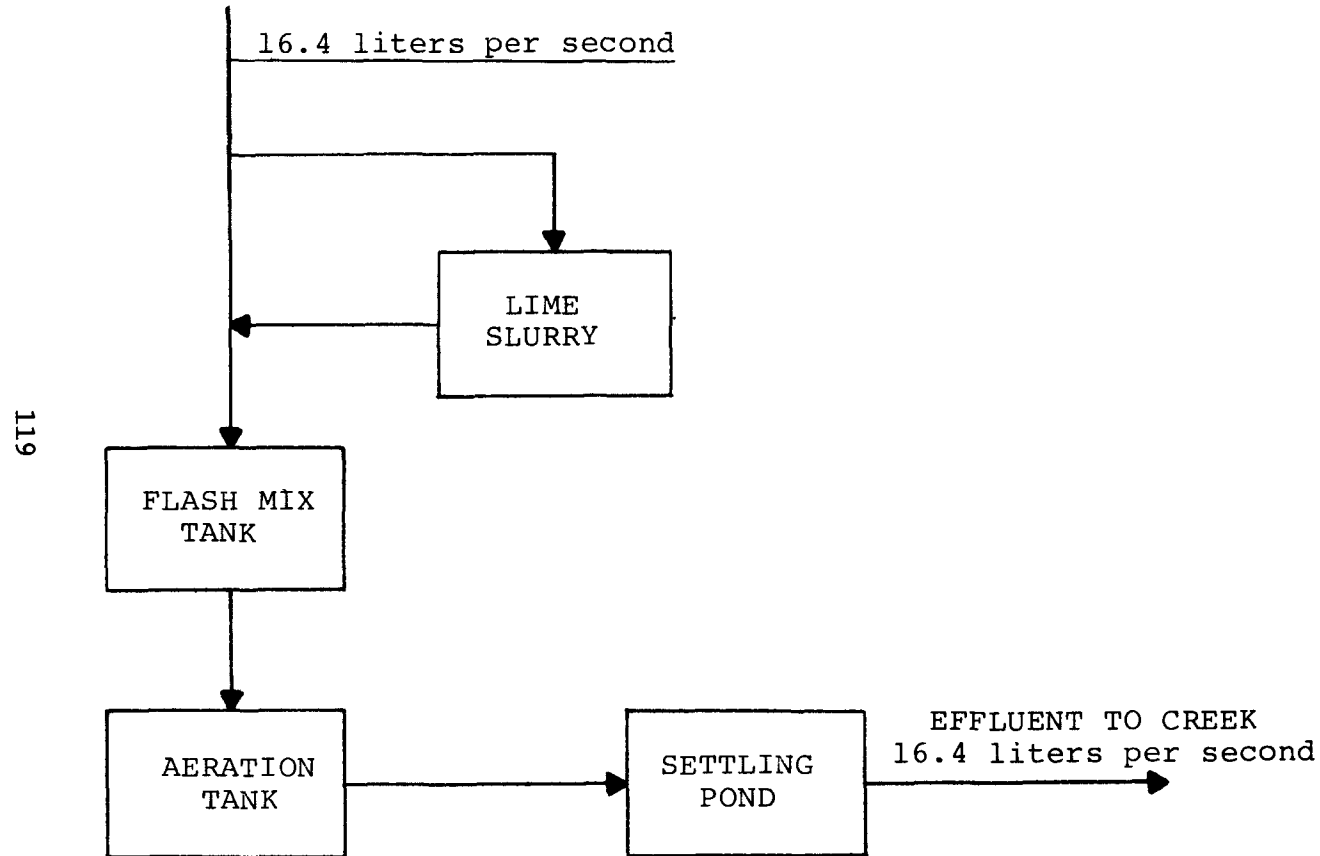 16.4 liters per second
LIME
SLURRY
119
FLASH MIX
TANK
AERATION
TANK
SETTLING
POND
EFFLUENT TO CREEK
16.4 liters per second